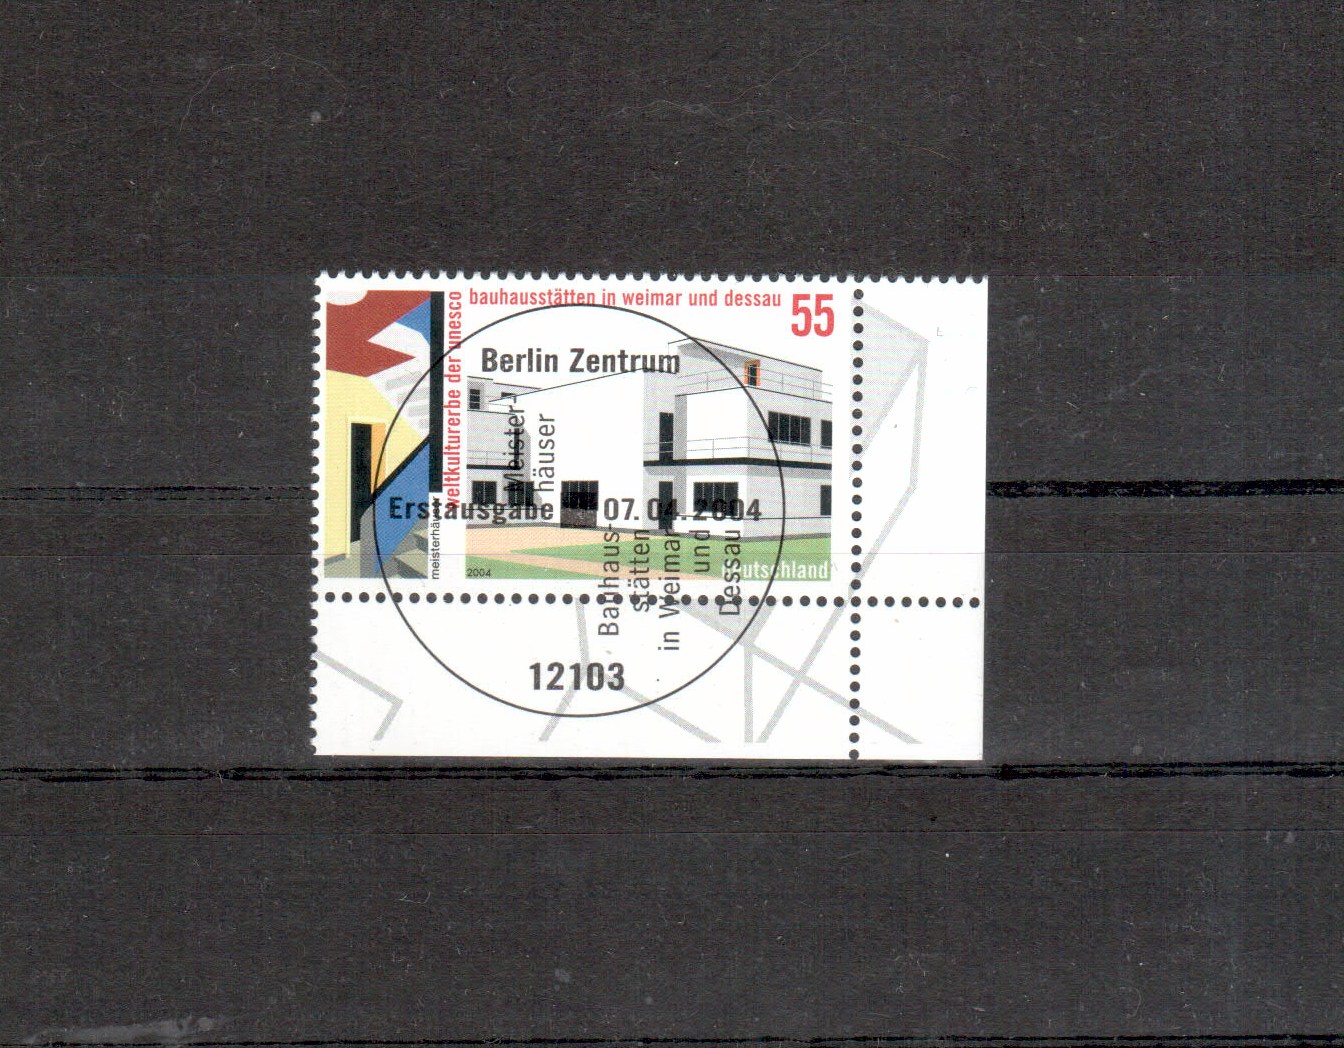 bauhausstätten in weimar und dessau
55
weltkulturerbe der unesco
Berlin Zentrum
Meister-
häuser
Erstausgabe 07.04.2004
Bauhaus-
stätten
in Weimar
und
Dessau
meisterhäuser
2004
deutschland
12103